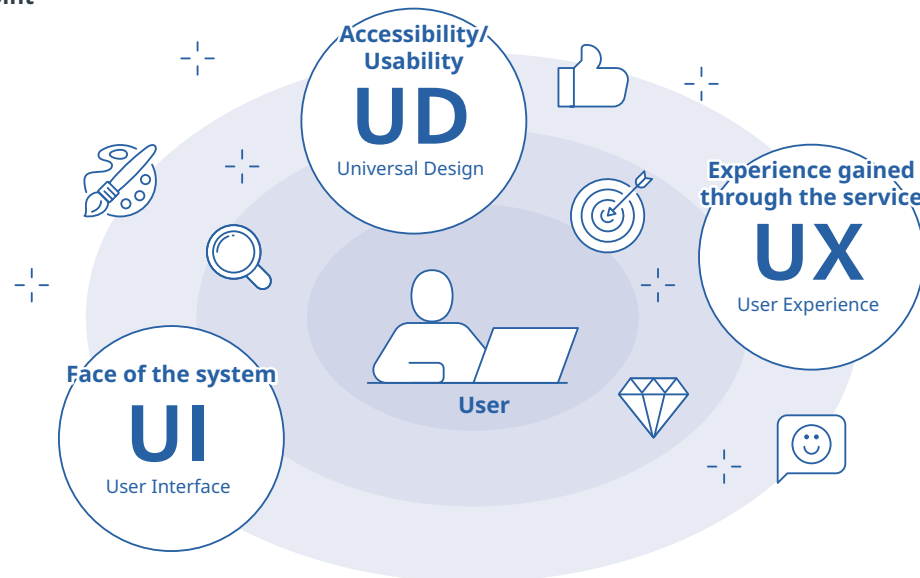 Accessibility/
Usability
UD
Universal Design
Experience gained
through the service
UX
User Experience
Face of the system
UI
User Interface
User